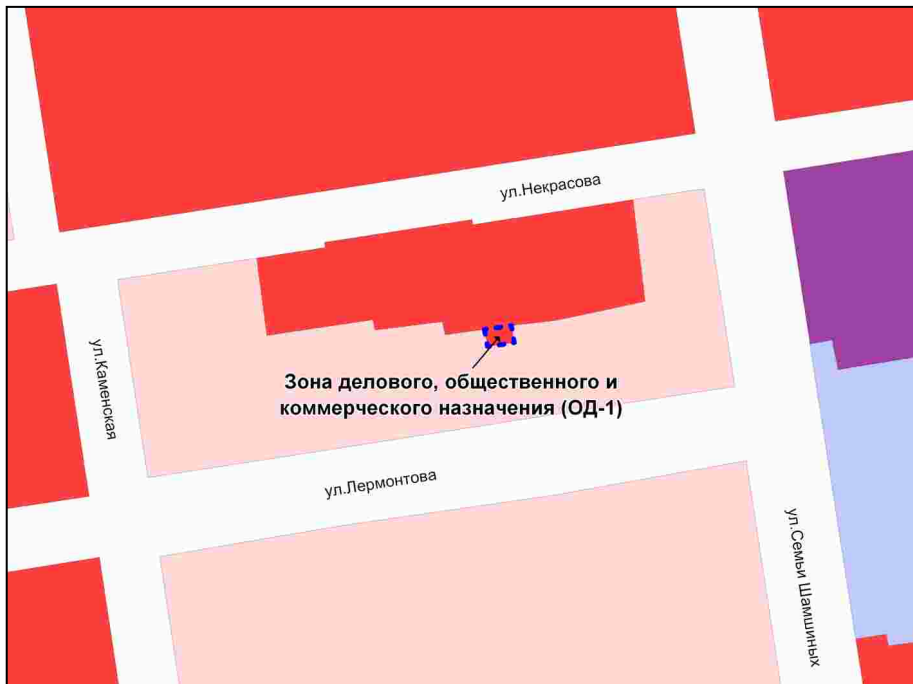 ул.Некрасова
ул.Каменская
Зона делового, общественного и
коммерческого назначения (ОД-1)
ул.Лермонтова
ул.Семьи Шамшиных